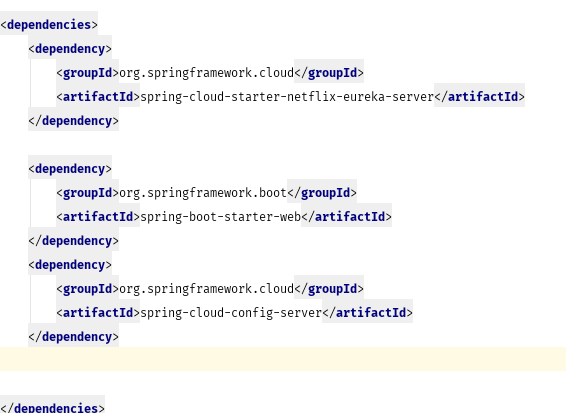 <dependencies>
    <dependency>
        <groupId>org.springframework.cloud</groupId>
        <artifactId>spring-cloud-starter-netflix-eureka-server</artifactId>
    </dependency>

    <dependency>
        <groupId>org.springframework.boot</groupId>
        <artifactId>spring-boot-starter-web</artifactId>
    </dependency>
    <dependency>
        <groupId>org.springframework.cloud</groupId>
        <artifactId>spring-cloud-config-server</artifactId>
    </dependency>

</dependencies>